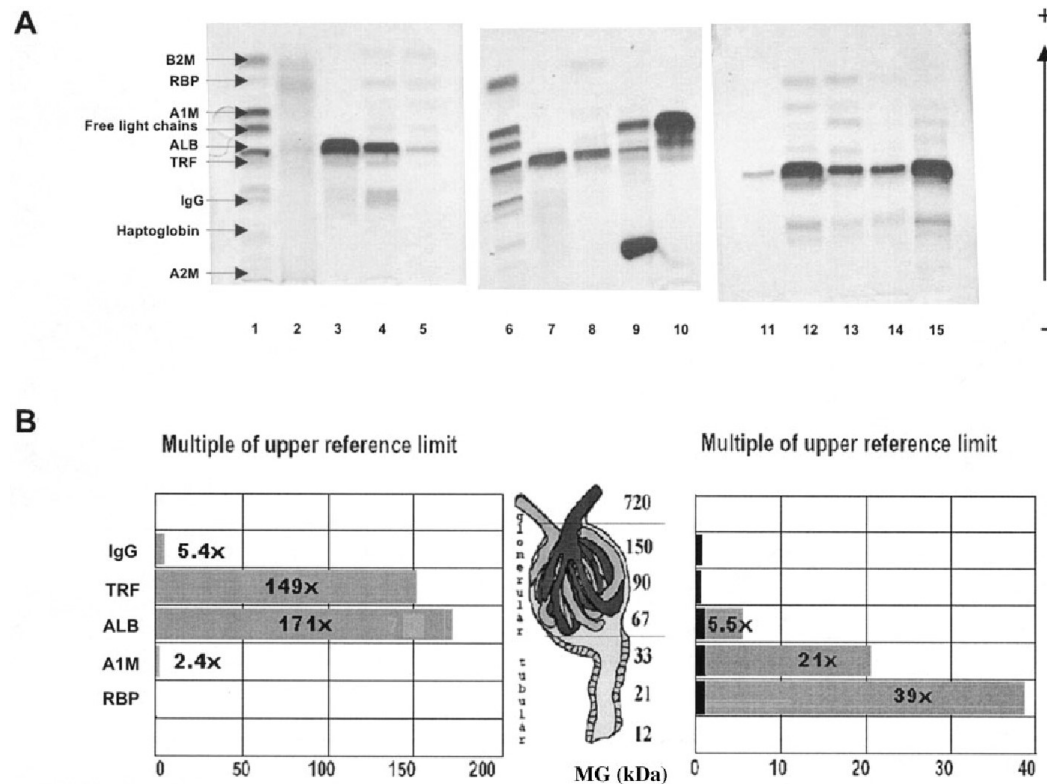 A
+
B2M
RBP
A1M
Free light chains
ALB
TRF
IgG
Haptoglobin
A2M
-
1 2 3 4 5 6 7 8 9 10 11 12 13 14 15
B
Multiple of upper reference limit
Multiple of upper reference limit
IgG
TRF
ALB
A1M
RBP
5.4x
149x
171x
2.4x
0 50 100 150 200
glomerular
tubular
720
150
90
67
33
21
12
MG (kDa)
5.5x
21x
39x
0 10 20 30 40